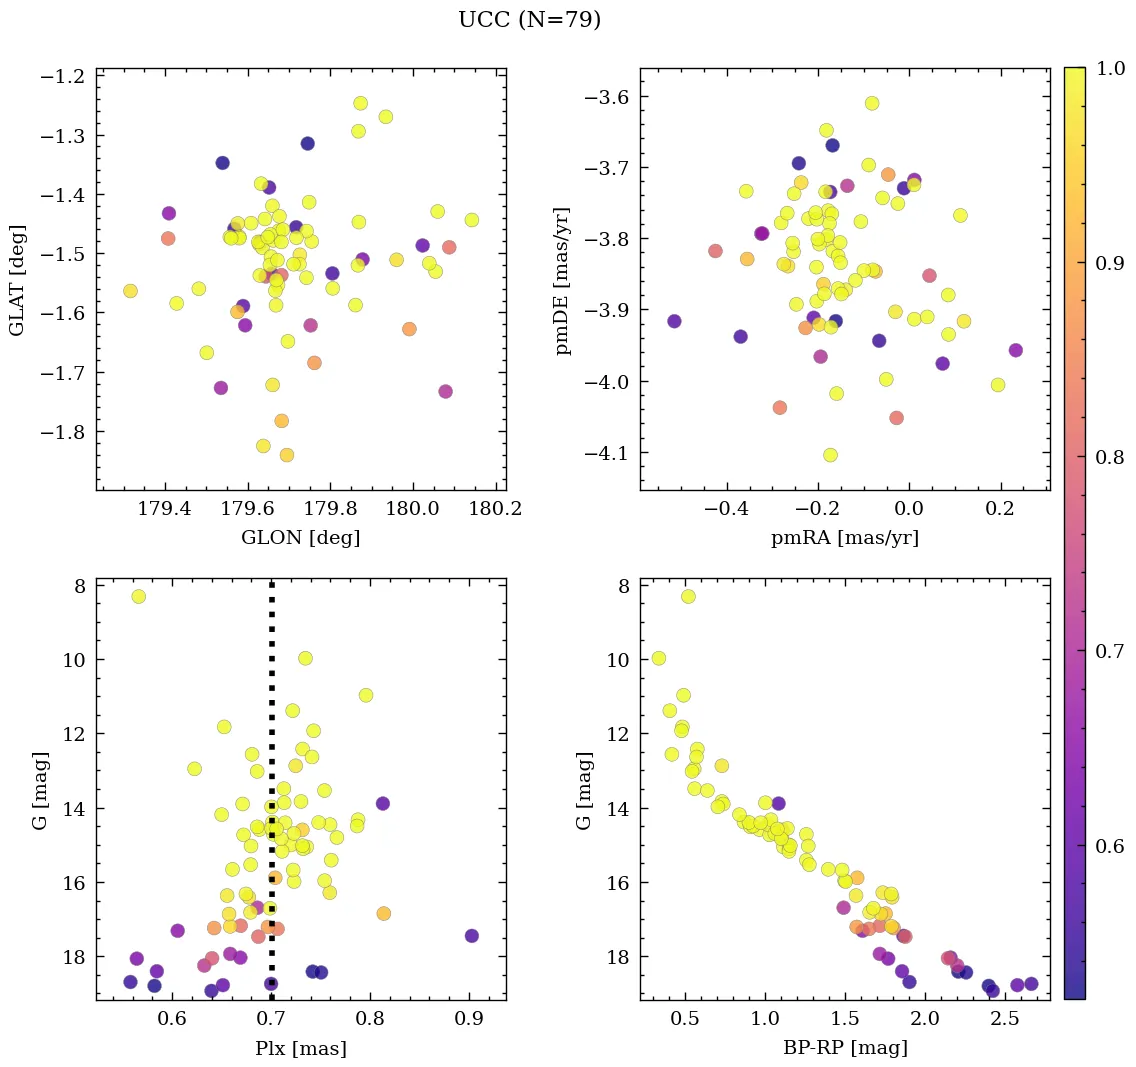 UCC (N=79)
−1.2
−1.3
−1.4
−1.5
−1.6
−1.7
−1.8
GLAT [deg]
179.4 179.6 179.8 180.0 180.2
GLON [deg]
−3.6
−3.7
−3.8
−3.9
−4.0
−4.1
pmDE [mas/yr]
−0.4 −0.2 0.0 0.2
pmRA [mas/yr]
8
10
12
14
16
18
G [mag]
0.6 0.7 0.8 0.9
Plx [mas]
8
10
12
14
16
18
G [mag]
0.5 1.0 1.5 2.0 2.5
BP-RP [mag]
1.0
0.9
0.8
0.7
0.6